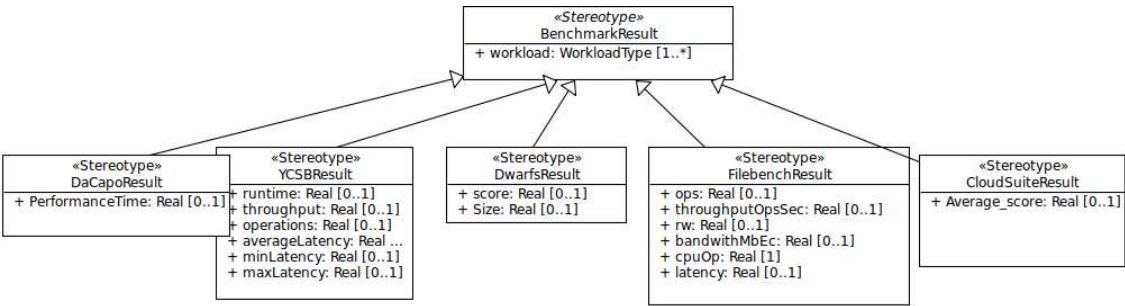 «Stereotype»
BenchmarkResult
+ workload: WorkloadType [1..*]
«Stereotype»
DaCapoResult
+ PerformanceTime: Real [0..1]
«Stereotype»
YCSBResult
+ runtime: Real [0..1]
+ throughput: Real [0..1]
+ operations: Real [0..1]
+ averageLatency: Real ...
+ minLatency: Real [0..1]
+ maxLatency: Real [0..1]
«Stereotype»
DwarfsResult
+ score: Real [0..1]
+ Size: Real [0..1]
«Stereotype»
FilebenchResult
+ ops: Real [0..1]
+ throughputOpsSec: Real [0..1]
+ rw: Real [0..1]
+ bandwithMbEc: Real [0..1]
+ cpuOp: Real [1]
+ latency: Real [0..1]
«Stereotype»
CloudSuiteResult
+ Average_score: Real [0..1]